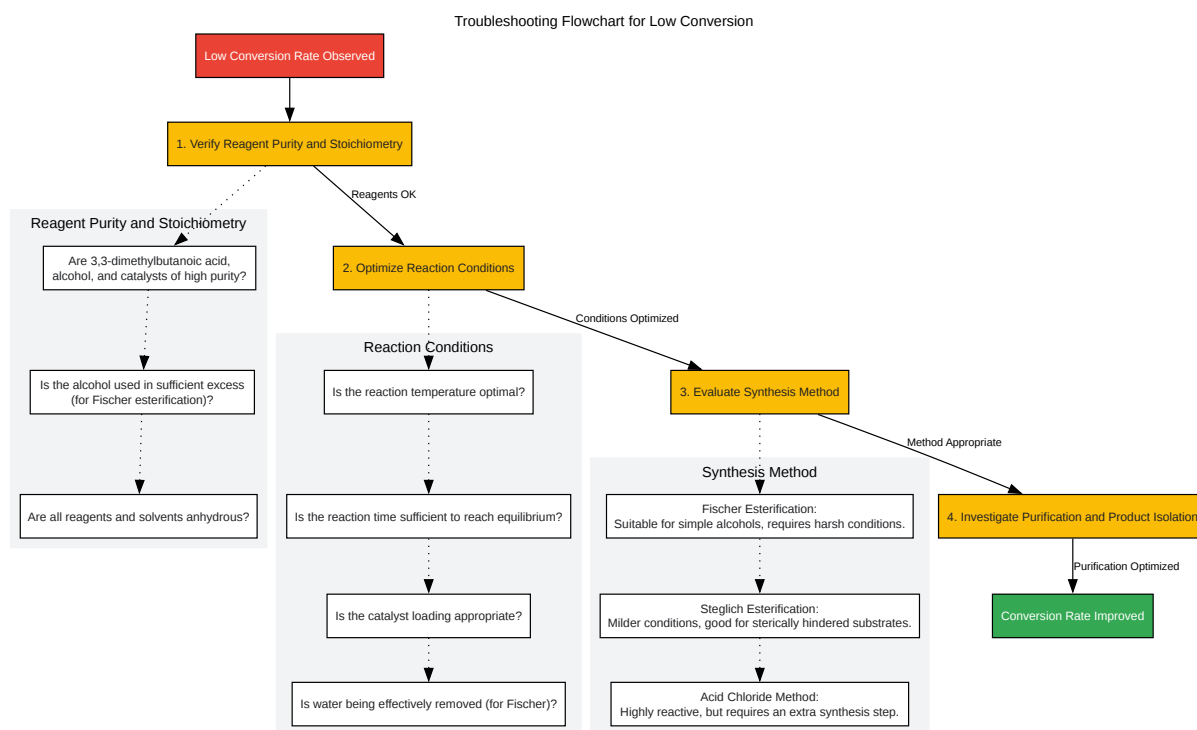 Troubleshooting Flowchart for Low Conversion
Low Conversion Rate Observed
1. Verify Reagent Purity and Stoichiometry
Reagents OK
Reagent Purity and Stoichiometry
Are 3,3-dimethylbutanoic acid,
alcohol, and catalysts of high purity?
Is the alcohol used in sufficient excess
(for Fischer esterification)?
Are all reagents and solvents anhydrous?
2. Optimize Reaction Conditions
Conditions Optimized
Reaction Conditions
Is the reaction temperature optimal?
Is the reaction time sufficient to reach equilibrium?
Is the catalyst loading appropriate?
Is water being effectively removed (for Fischer)?
3. Evaluate Synthesis Method
Method Appropriate
Synthesis Method
Fischer Esterification:
Suitable for simple alcohols, requires harsh conditions.
Steglich Esterification:
Milder conditions, good for sterically hindered substrates.
Acid Chloride Method:
Highly reactive, but requires an extra synthesis step.
4. Investigate Purification and Product Isolation
Purification Optimized
Conversion Rate Improved